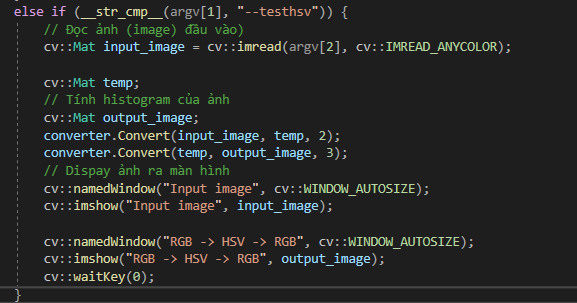 else if (__str_cmp__(argv[1], "--testhsv")) {
// Đọc ảnh (image) đầu vào)
cv::Mat input_image = cv::imread(argv[2], cv::IMREAD_ANYCOLOR);
cv::Mat temp;
// Tính histogram của ảnh
cv::Mat output_image;
converter.Convert(input_image, temp, 2);
converter.Convert(temp, output_image, 3);
// Dispay ảnh ra màn hình
cv::namedWindow("Input image", cv::WINDOW_AUTOSIZE);
cv::imshow("Input image", input_image);
cv::namedWindow("RGB -> HSV -> RGB", cv::WINDOW_AUTOSIZE);
cv::imshow("RGB -> HSV -> RGB", output_image);
cv::waitKey(0);
}